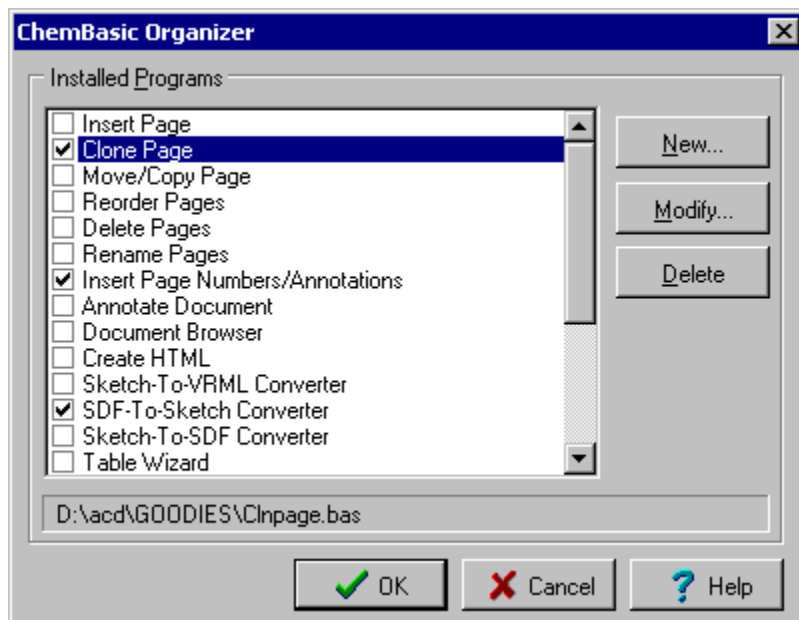 ChemBasic Organizer
Installed Programs
Insert Page
Clone Page
Move/Copy Page
Reorder Pages
Delete Pages
Rename Pages
Insert Page Numbers/Annotations
Annotate Document
Document Browser
Create HTML
Sketch-To-VRML Converter
SDF-To-Sketch Converter
Sketch-To-SDF Converter
Table Wizard
New...
Modify...
Delete
D:\acd\GOODIES\Clnpage.bas
OK
Cancel
? Help